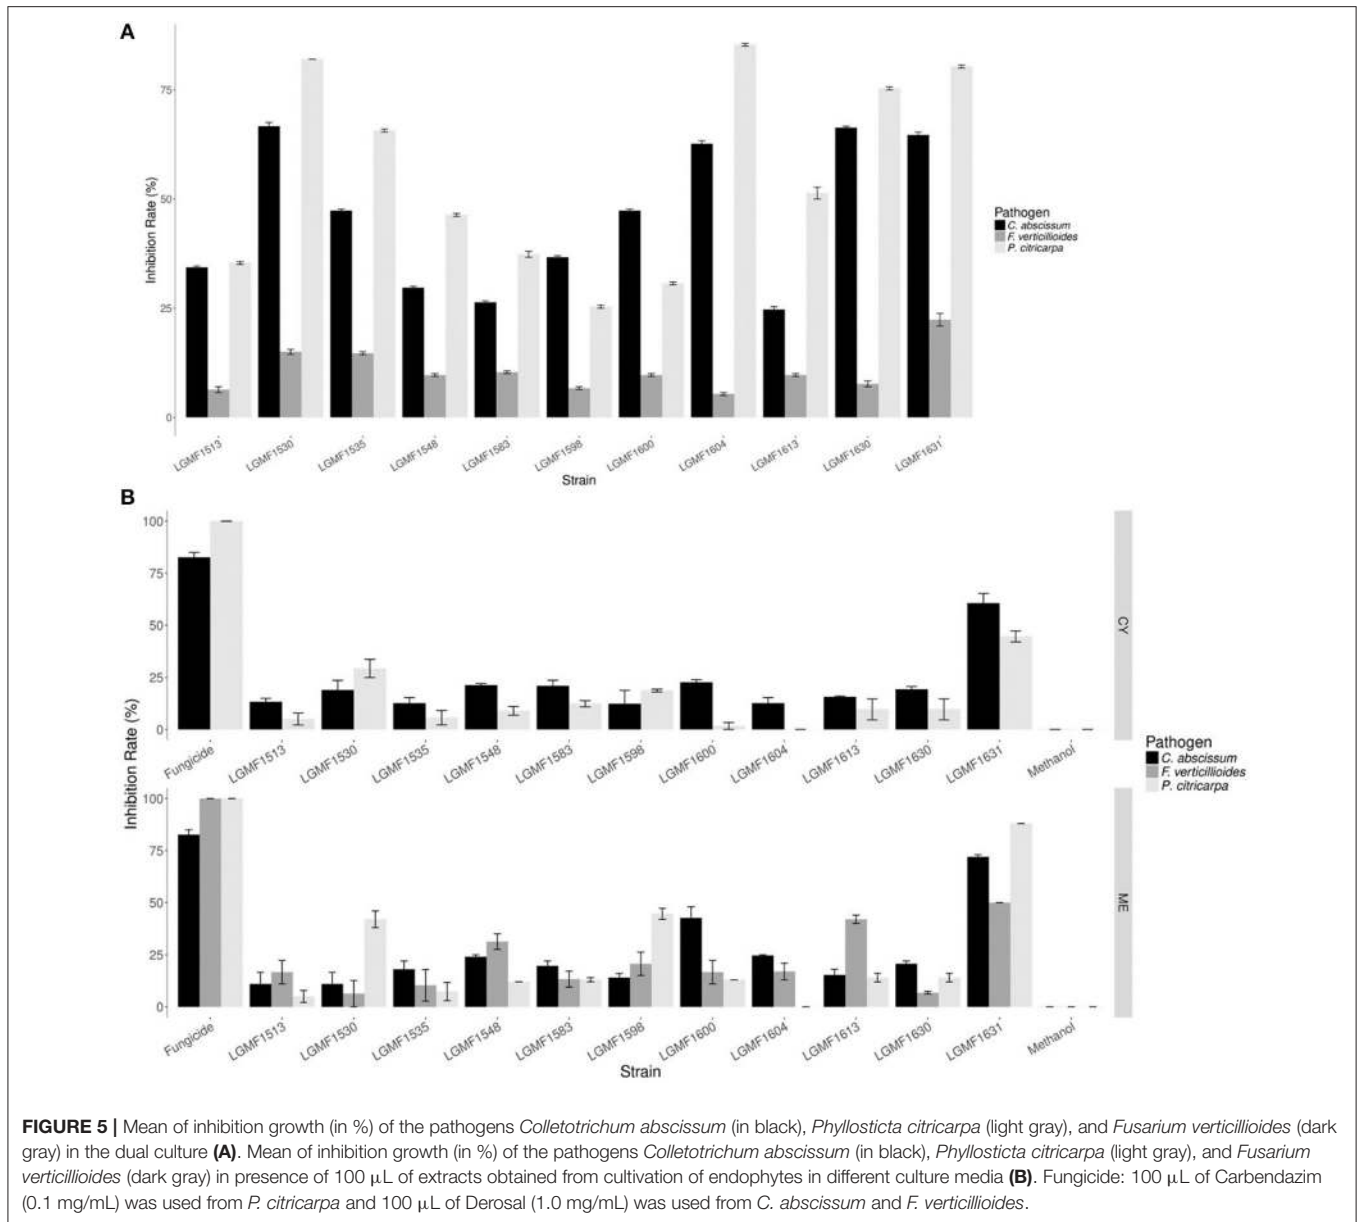 A
75
50
25
0
Inhibition Rate (%)
LGMF1513
LGMF1530
LGMF1535
LGMF1548
LGMF1583
LGMF1598
LGMF1600
LGMF1604
LGMF1613
LGMF1630
LGMF1631
Strain
Pathogen
C. abscissum
F. verticillioides
P. citricarpa
B
100
75
50
25
0
Fungicide
LGMF1513
LGMF1530
LGMF1535
LGMF1548
LGMF1583
LGMF1598
LGMF1600
LGMF1604
LGMF1613
LGMF1630
LGMF1631
Methanol
CY
Inhibition Rate (%)
Pathogen
C. abscissum
F. verticillioides
P. citricarpa
100
75
50
25
0
Fungicide
LGMF1513
LGMF1530
LGMF1535
LGMF1548
LGMF1583
LGMF1598
LGMF1600
LGMF1604
LGMF1613
LGMF1630
LGMF1631
Methanol
ME
Strain
FIGURE 5 | Mean of inhibition growth (in %) of the pathogens Colletotrichum abscissum (in black), Phyllosticta citricarpa (light gray), and Fusarium verticillioides (dark
gray) in the dual culture (A). Mean of inhibition growth (in %) of the pathogens Colletotrichum abscissum (in black), Phyllosticta citricarpa (light gray), and Fusarium
verticillioides (dark gray) in presence of 100 μL of extracts obtained from cultivation of endophytes in different culture media (B). Fungicide: 100 μL of Carbendazim
(0.1 mg/mL) was used from P. citricarpa and 100 μL of Derosal (1.0 mg/mL) was used from C. abscissum and F. verticillioides.